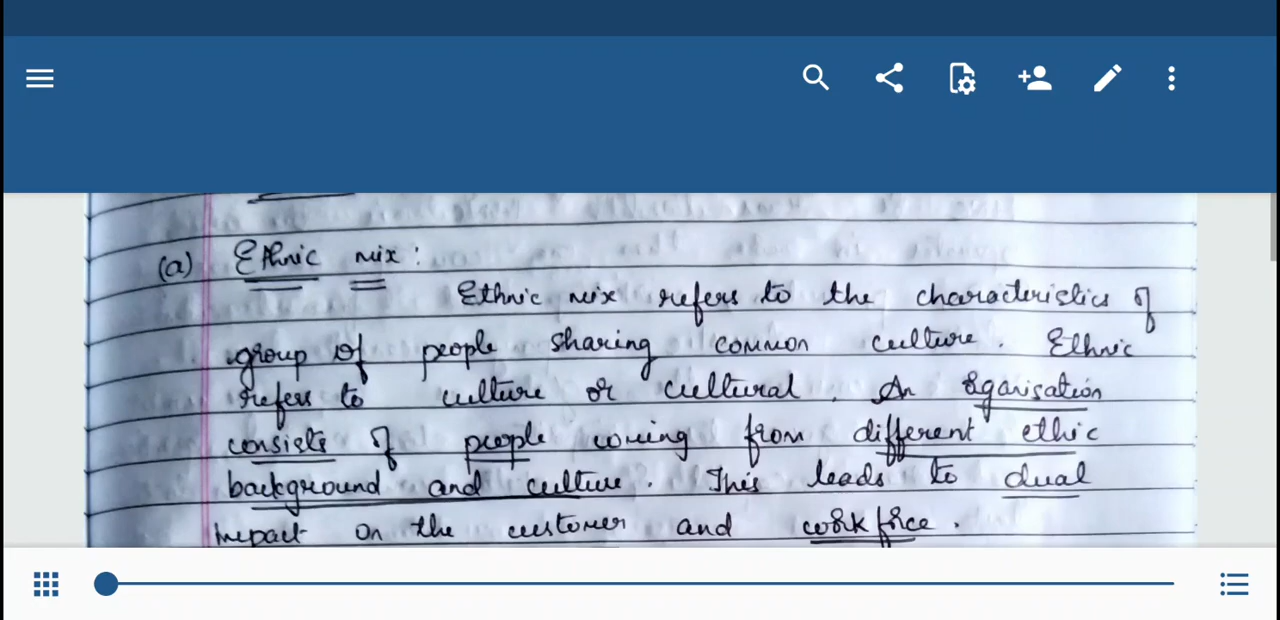 (a) Ethnic mix :
Ethnic mix refers to the characteristics of
group of people sharing common culture. Ethnic
refers to culture or cultural. An ogarisation
consists of people coming from different ethic
background and culture. This leads to dual
impact on the customer and workforce.